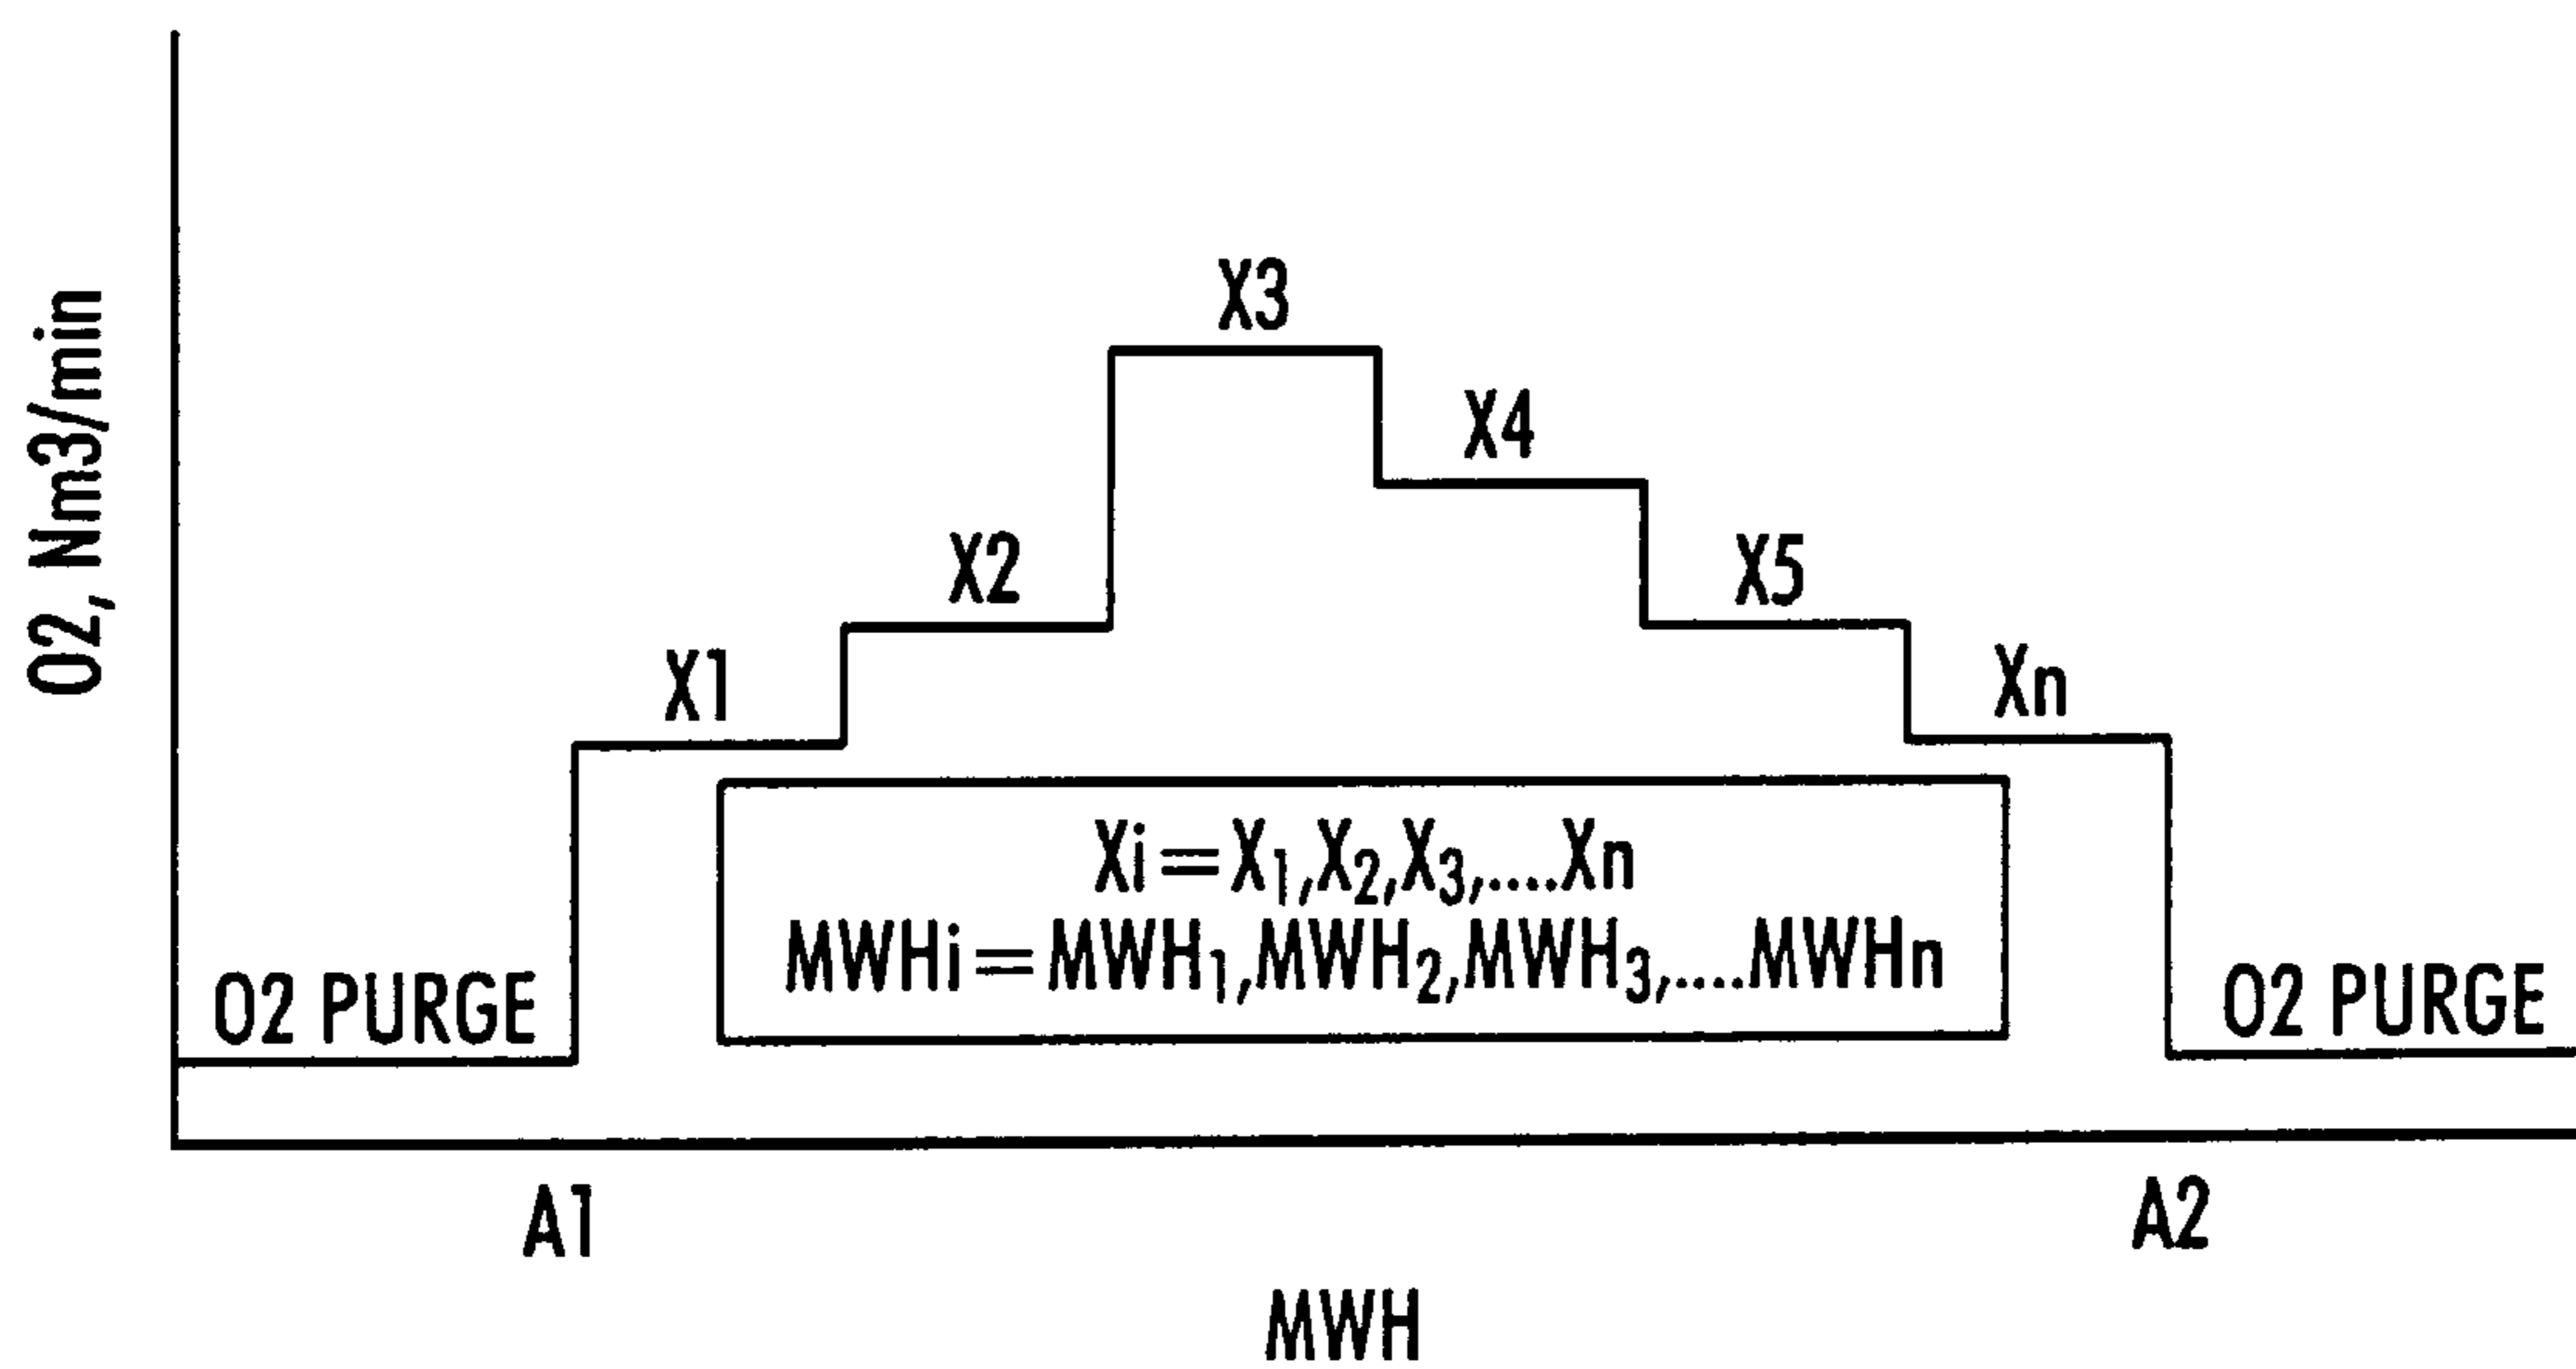 O2, Nm3/min
X3
X4
X2
X5
X1
Xn
Xi=X1,X2,X3,....Xn
MWHi=MWH1,MWH2,MWH3,....MWHn
O2 PURGE
O2 PURGE
A1
A2
MWH